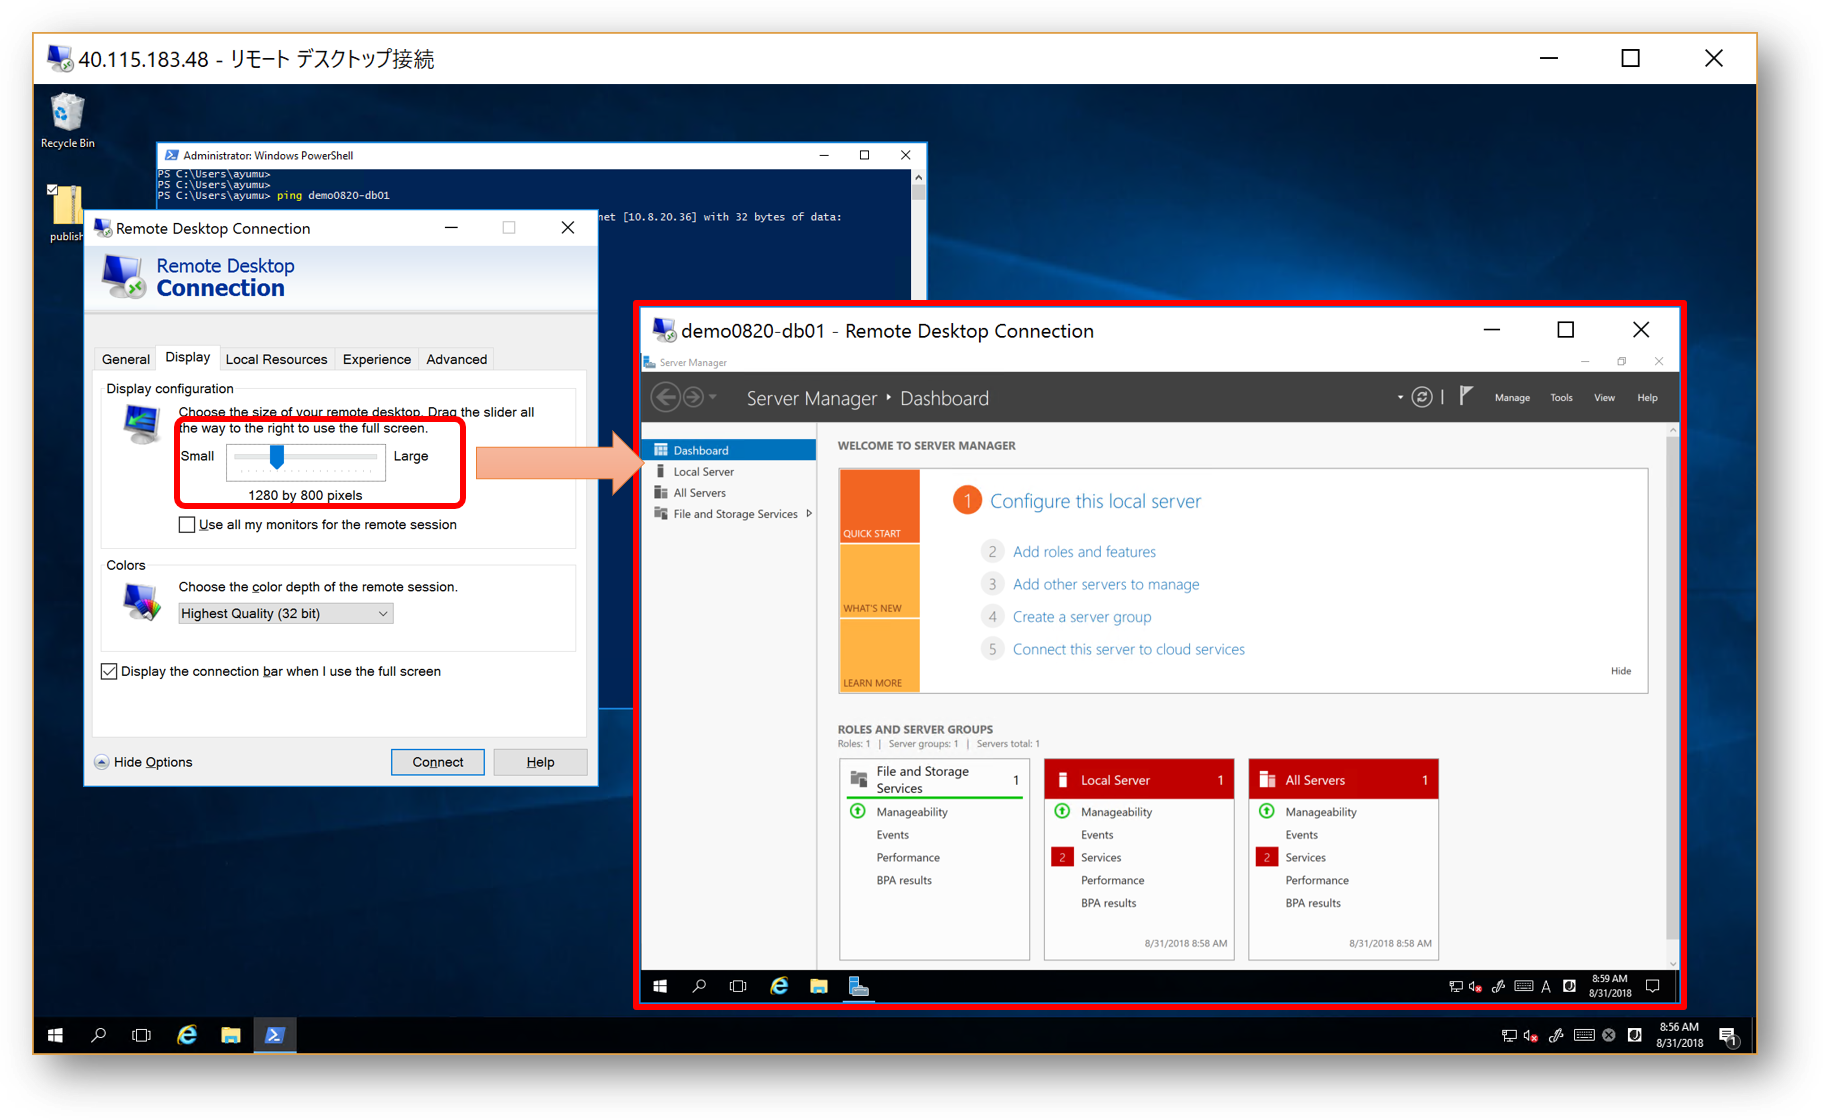 40.115.183.48 - リモート デスクトップ接続
Recycle Bin
publish
Administrator: Windows PowerShell
PS C:\Users\ayumu>
PS C:\Users\ayumu>
PS C:\Users\ayumu> ping demo0820-db01
net [10.8.20.36] with 32 bytes of data:
Remote Desktop Connection
Remote Desktop
Connection
General Display Local Resources Experience Advanced
Display configuration
Choose the size of your remote desktop. Drag the slider all
the way to the right to use the full screen.
Small Large
1280 by 800 pixels
Use all my monitors for the remote session
Colors
Choose the color depth of the remote session.
Highest Quality (32 bit)
Display the connection bar when I use the full screen
Hide Options Connect Help
demo0820-db01 - Remote Desktop Connection
Server Manager
Server Manager Dashboard
Manage Tools View Help
Dashboard
Local Server
All Servers
File and Storage Services
WELCOME TO SERVER MANAGER
QUICK START
WHAT'S NEW
LEARN MORE
1 Configure this local server
2 Add roles and features
3 Add other servers to manage
4 Create a server group
5 Connect this server to cloud services
Hide
ROLES AND SERVER GROUPS
Roles: 1 | Server groups: 1 | Servers total: 1
File and Storage
Services 1
Manageability
Events
Performance
BPA results
Local Server 1
Manageability
Events
2 Services
Performance
BPA results
8/31/2018 8:58 AM
All Servers 1
Manageability
Events
2 Services
Performance
BPA results
8/31/2018 8:58 AM
A
8:59 AM
8/31/2018
8:56 AM
8/31/2018
1